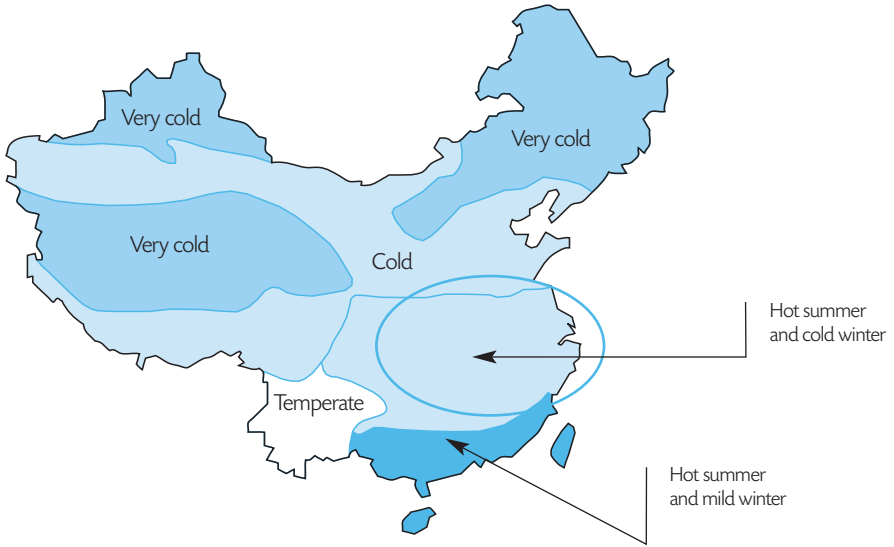 Very cold
Very cold
Very cold
Cold
Hot summer
and cold winter
Temperate
Hot summer
and mild winter